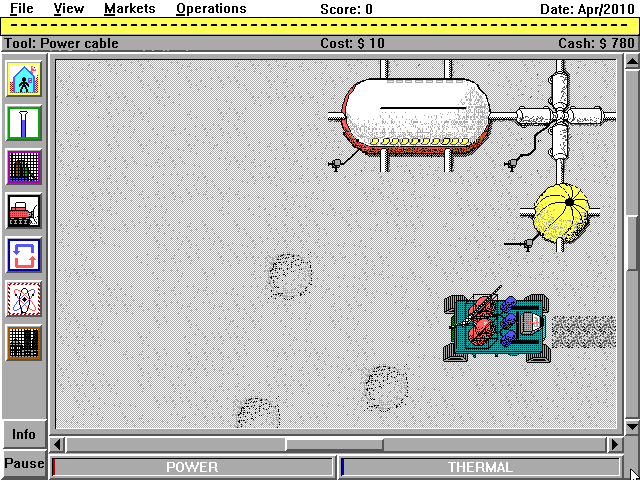 File View Markets Operations Score: 0 Date: Apr/2010
Tool: Power cable Cost: $ 10 Cash: $ 780
Info
Pause POWER THERMAL